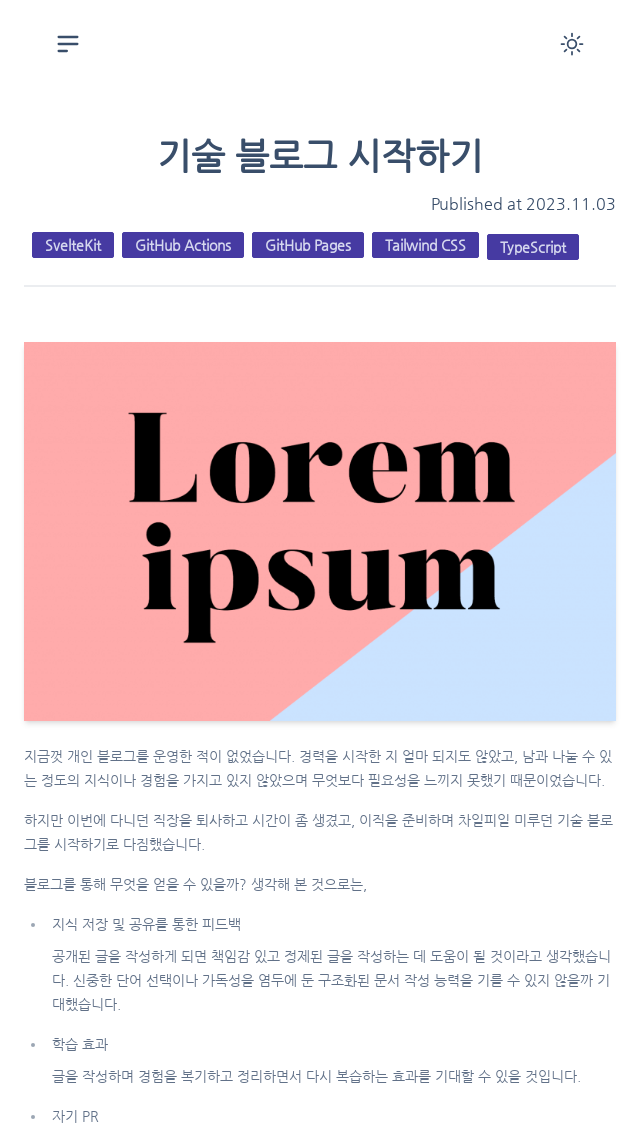 기술 블로그 시작하기
Published at 2023.11.03
SvelteKit GitHub Actions GitHub Pages Tailwind CSS TypeScript
Lorem
ipsum
지금껏 개인 블로그를 운영한 적이 없었습니다. 경력을 시작한 지 얼마 되지도 않았고, 남과 나눌 수 있
는 정도의 지식이나 경험을 가지고 있지 않았으며 무엇보다 필요성을 느끼지 못했기 때문이었습니다.
하지만 이번에 다니던 직장을 퇴사하고 시간이 좀 생겼고, 이직을 준비하며 차일피일 미루던 기술 블로
그를 시작하기로 다짐했습니다.
블로그를 통해 무엇을 얻을 수 있을까? 생각해 본 것으로는,
• 지식 저장 및 공유를 통한 피드백
공개된 글을 작성하게 되면 책임감 있고 정제된 글을 작성하는 데 도움이 될 것이라고 생각했습니
다. 신중한 단어 선택이나 가독성을 염두에 둔 구조화된 문서 작성 능력을 기를 수 있지 않을까 기
대했습니다.
• 학습 효과
글을 작성하며 경험을 복기하고 정리하면서 다시 복습하는 효과를 기대할 수 있을 것입니다.
• 자기 PR